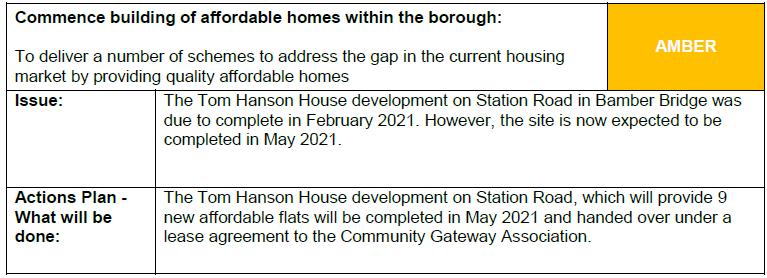 Commence building of affordable homes within the borough:
To deliver a number of schemes to address the gap in the current housing
market by providing quality affordable homes
AMBER
Issue:
The Tom Hanson House development on Station Road in Bamber Bridge was
due to complete in February 2021. However, the site is now expected to be
completed in May 2021.
Actions Plan -
What will be
done:
The Tom Hanson House development on Station Road, which will provide 9
new affordable flats will be completed in May 2021 and handed over under a
lease agreement to the Community Gateway Association.